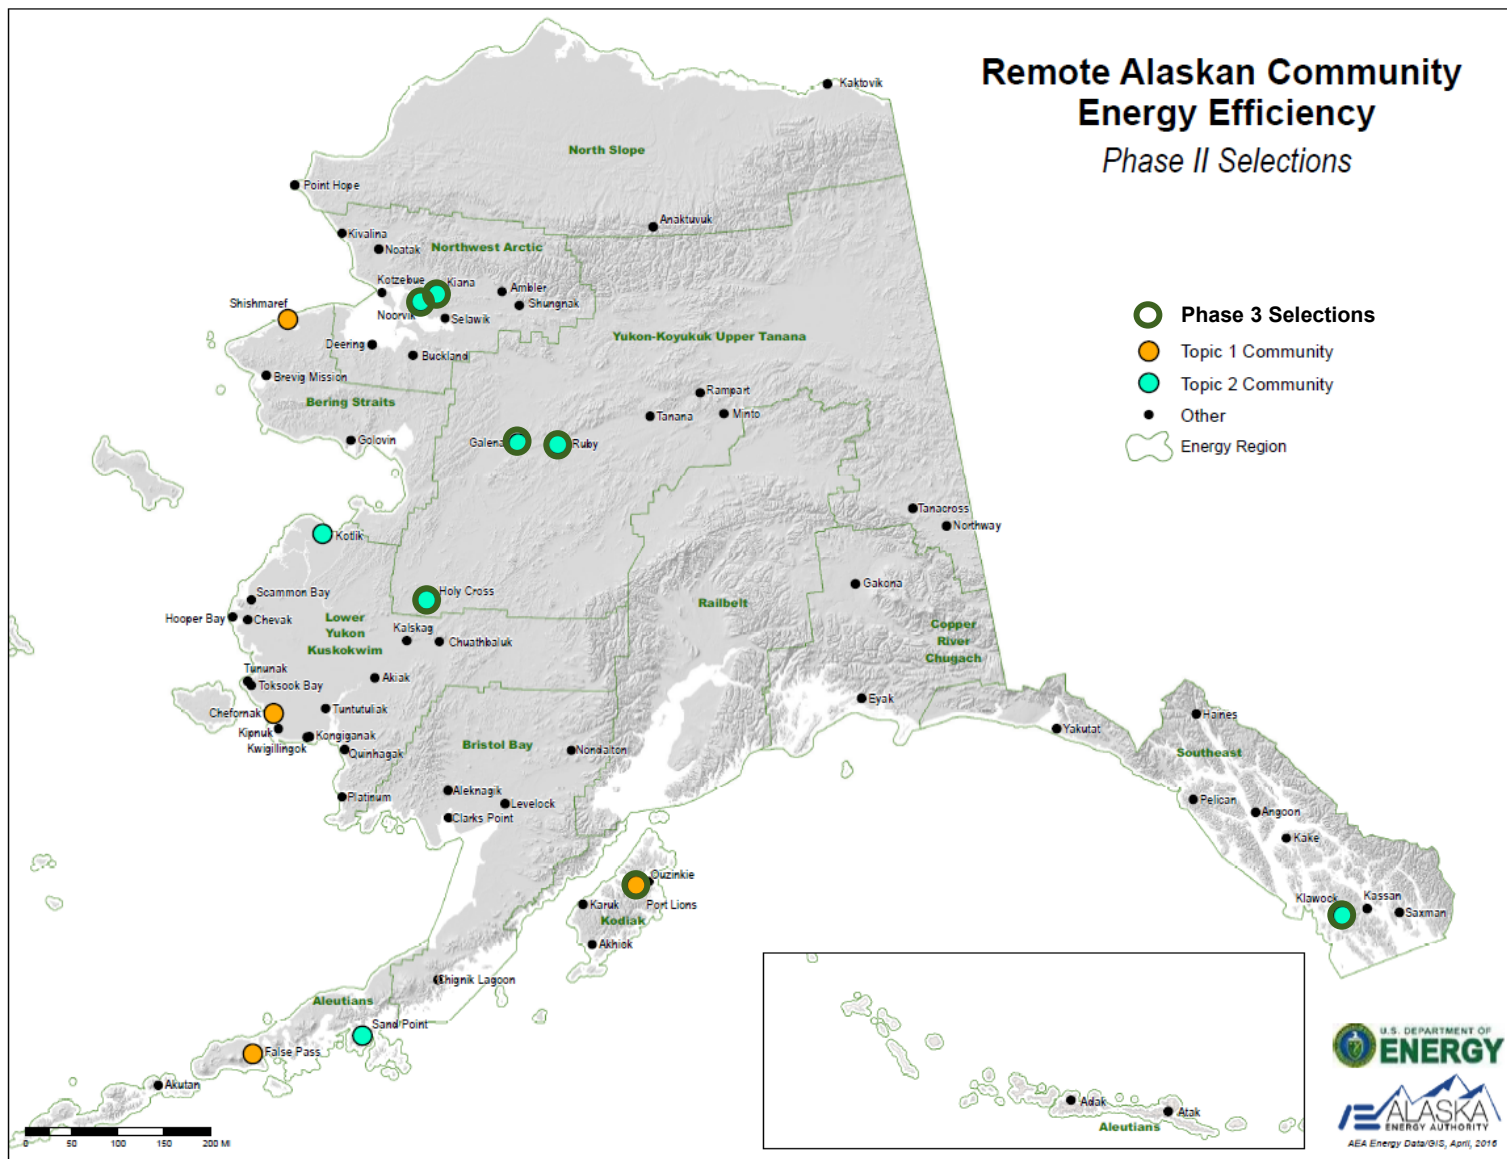 Remote Alaskan Community
Energy Efficiency
Phase II Selections
Kaktovik
North Slope
Point Hope
Anaktuvuk
Kivalina
Noatak
Northwest Arctic
Kotzebue
Kiana
Ambler
Shungnak
Noorvik
Selawik
Shishmaref
Deering
Buckland
Yukon-Koyukuk Upper Tanana
Brevig Mission
Bering Straits
Rampart
Tanana
Minto
Golovin
Galena
Ruby
Phase 3 Selections
Topic 1 Community
Topic 2 Community
Other
Energy Region
Tanacross
Northway
Kotlik
Gakona
Scammon Bay
Holy Cross
Hooper Bay
Chevak
Lower
Yukon
Kuskokwim
Kalskag
Chuathbaluk
Railbelt
Copper
River
Chugach
Tununak
Toksook Bay
Akiak
Eyak
Chefornak
Tuntutuliak
Kipnuk
Kongiganak
Kwigillingok
Quinhagak
Bristol Bay
Nondalton
Yakutat
Haines
Southeast
Platinum
Aleknagik
Levelock
Clarks Point
Pelican
Angoon
Kake
Ouzinkie
Karuk
Port Lions
Kodiak
Akhiok
Klawock
Kassan
Saxman
Chignik Lagoon
Aleutians
Sand Point
False Pass
Akutan
0 50 100 150 200 Mi
Adak
Atak
Aleutians
U.S. DEPARTMENT OF
ENERGY
ALASKA
ENERGY AUTHORITY
AEA Energy Data/GIS, April, 2016